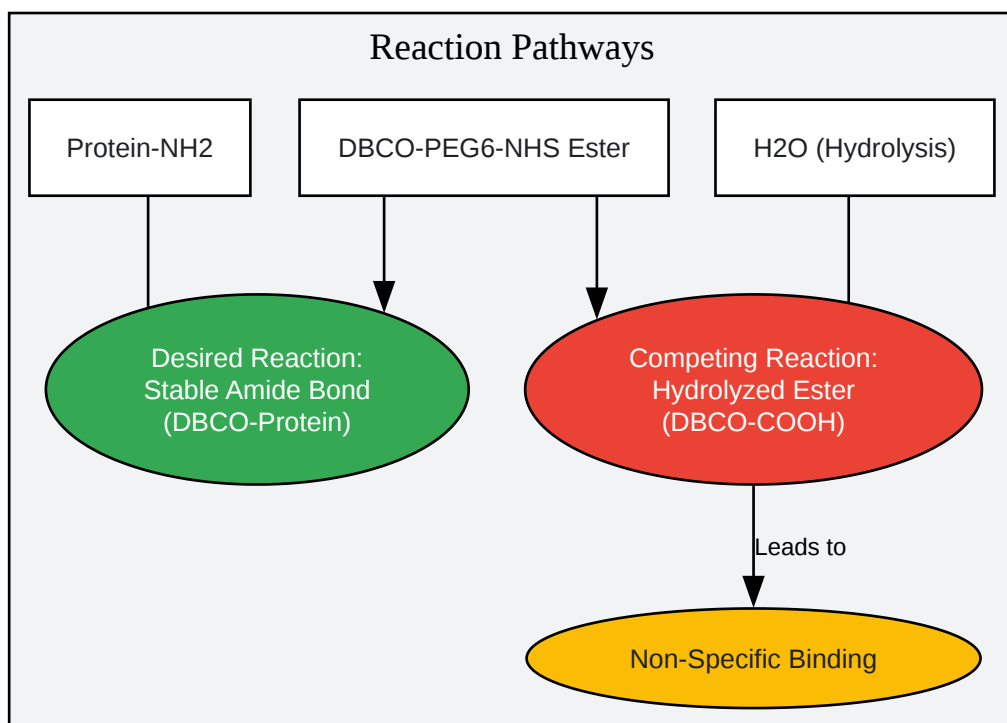 Reaction Pathways
Protein-NH2
DBCO-PEG6-NHS Ester
H2O (Hydrolysis)
Desired Reaction:
Stable Amide Bond
(DBCO-Protein)
Competing Reaction:
Hydrolyzed Ester
(DBCO-COOH)
Leads to
Non-Specific Binding